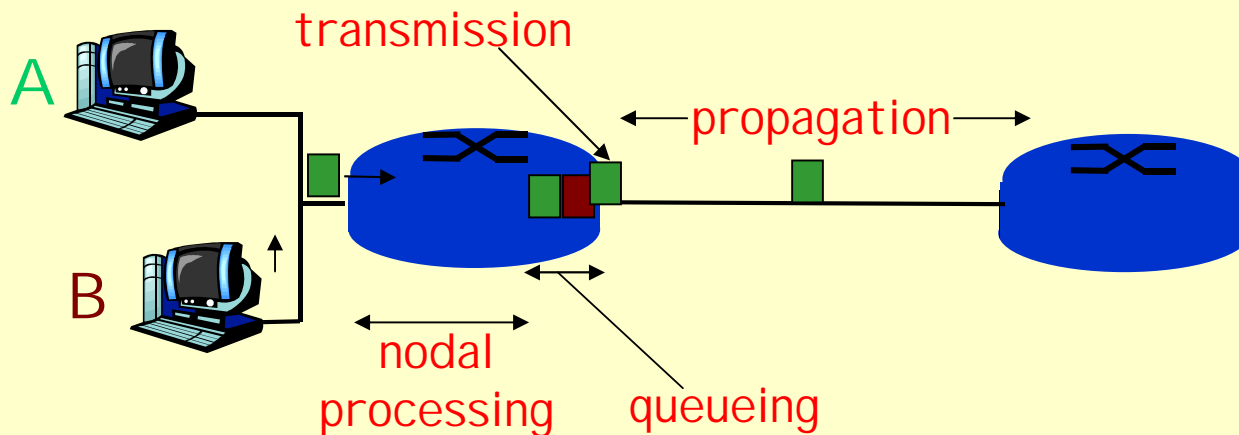 transmission
A
propagation
B
nodal
processing
queueing